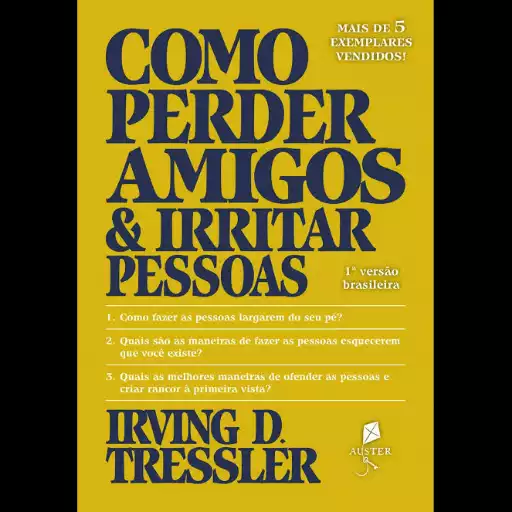 MAIS DE 5
EXEMPLARES
VENDIDOS!
COMO
PERDER
AMIGOS
& IRRITAR
PESSOAS
1ª versão
brasileira
1. Como fazer as pessoas largarem do seu pé?
2. Quais são as maneiras de fazer as pessoas esquecerem
que você existe?
3. Quais as melhores maneiras de ofender as pessoas e
criar rancor à primeira vista?
IRVING D.
TRESSLER
AUSTER